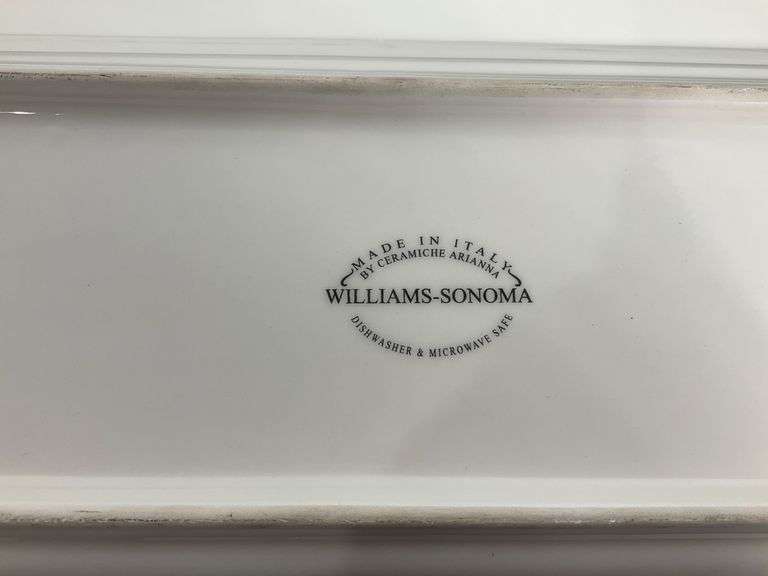 MADE IN ITALY
BY CERAMICHE ARIANNA
WILLIAMS-SONOMA
DISHWASHER & MICROWAVE SAFE